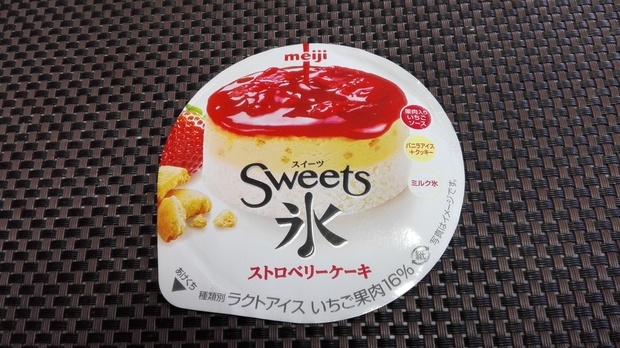 meiji
果肉入り
いちご
ソース
バニラアイス
+クッキー
ミルク氷
スイーツ
Sweets
氷
ストロベリーケーキ
写真はイメージです。
紙
あけぐち
種類別 ラクトアイス いちご果肉16%